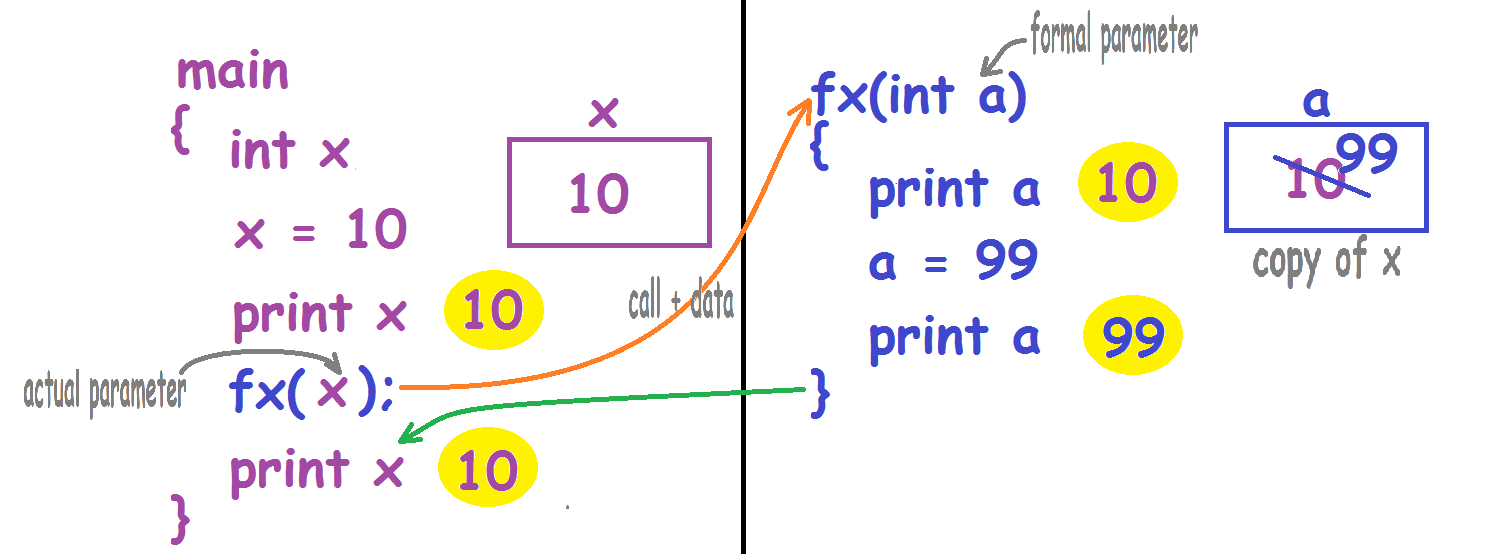 main
{
int x
x
10
x = 10
print x 10
call + data
actual parameter
fx( x );
print x 10
}
formal parameter
fx(int a)
{
a
10 99
print a 10
copy of x
a = 99
print a 99
}